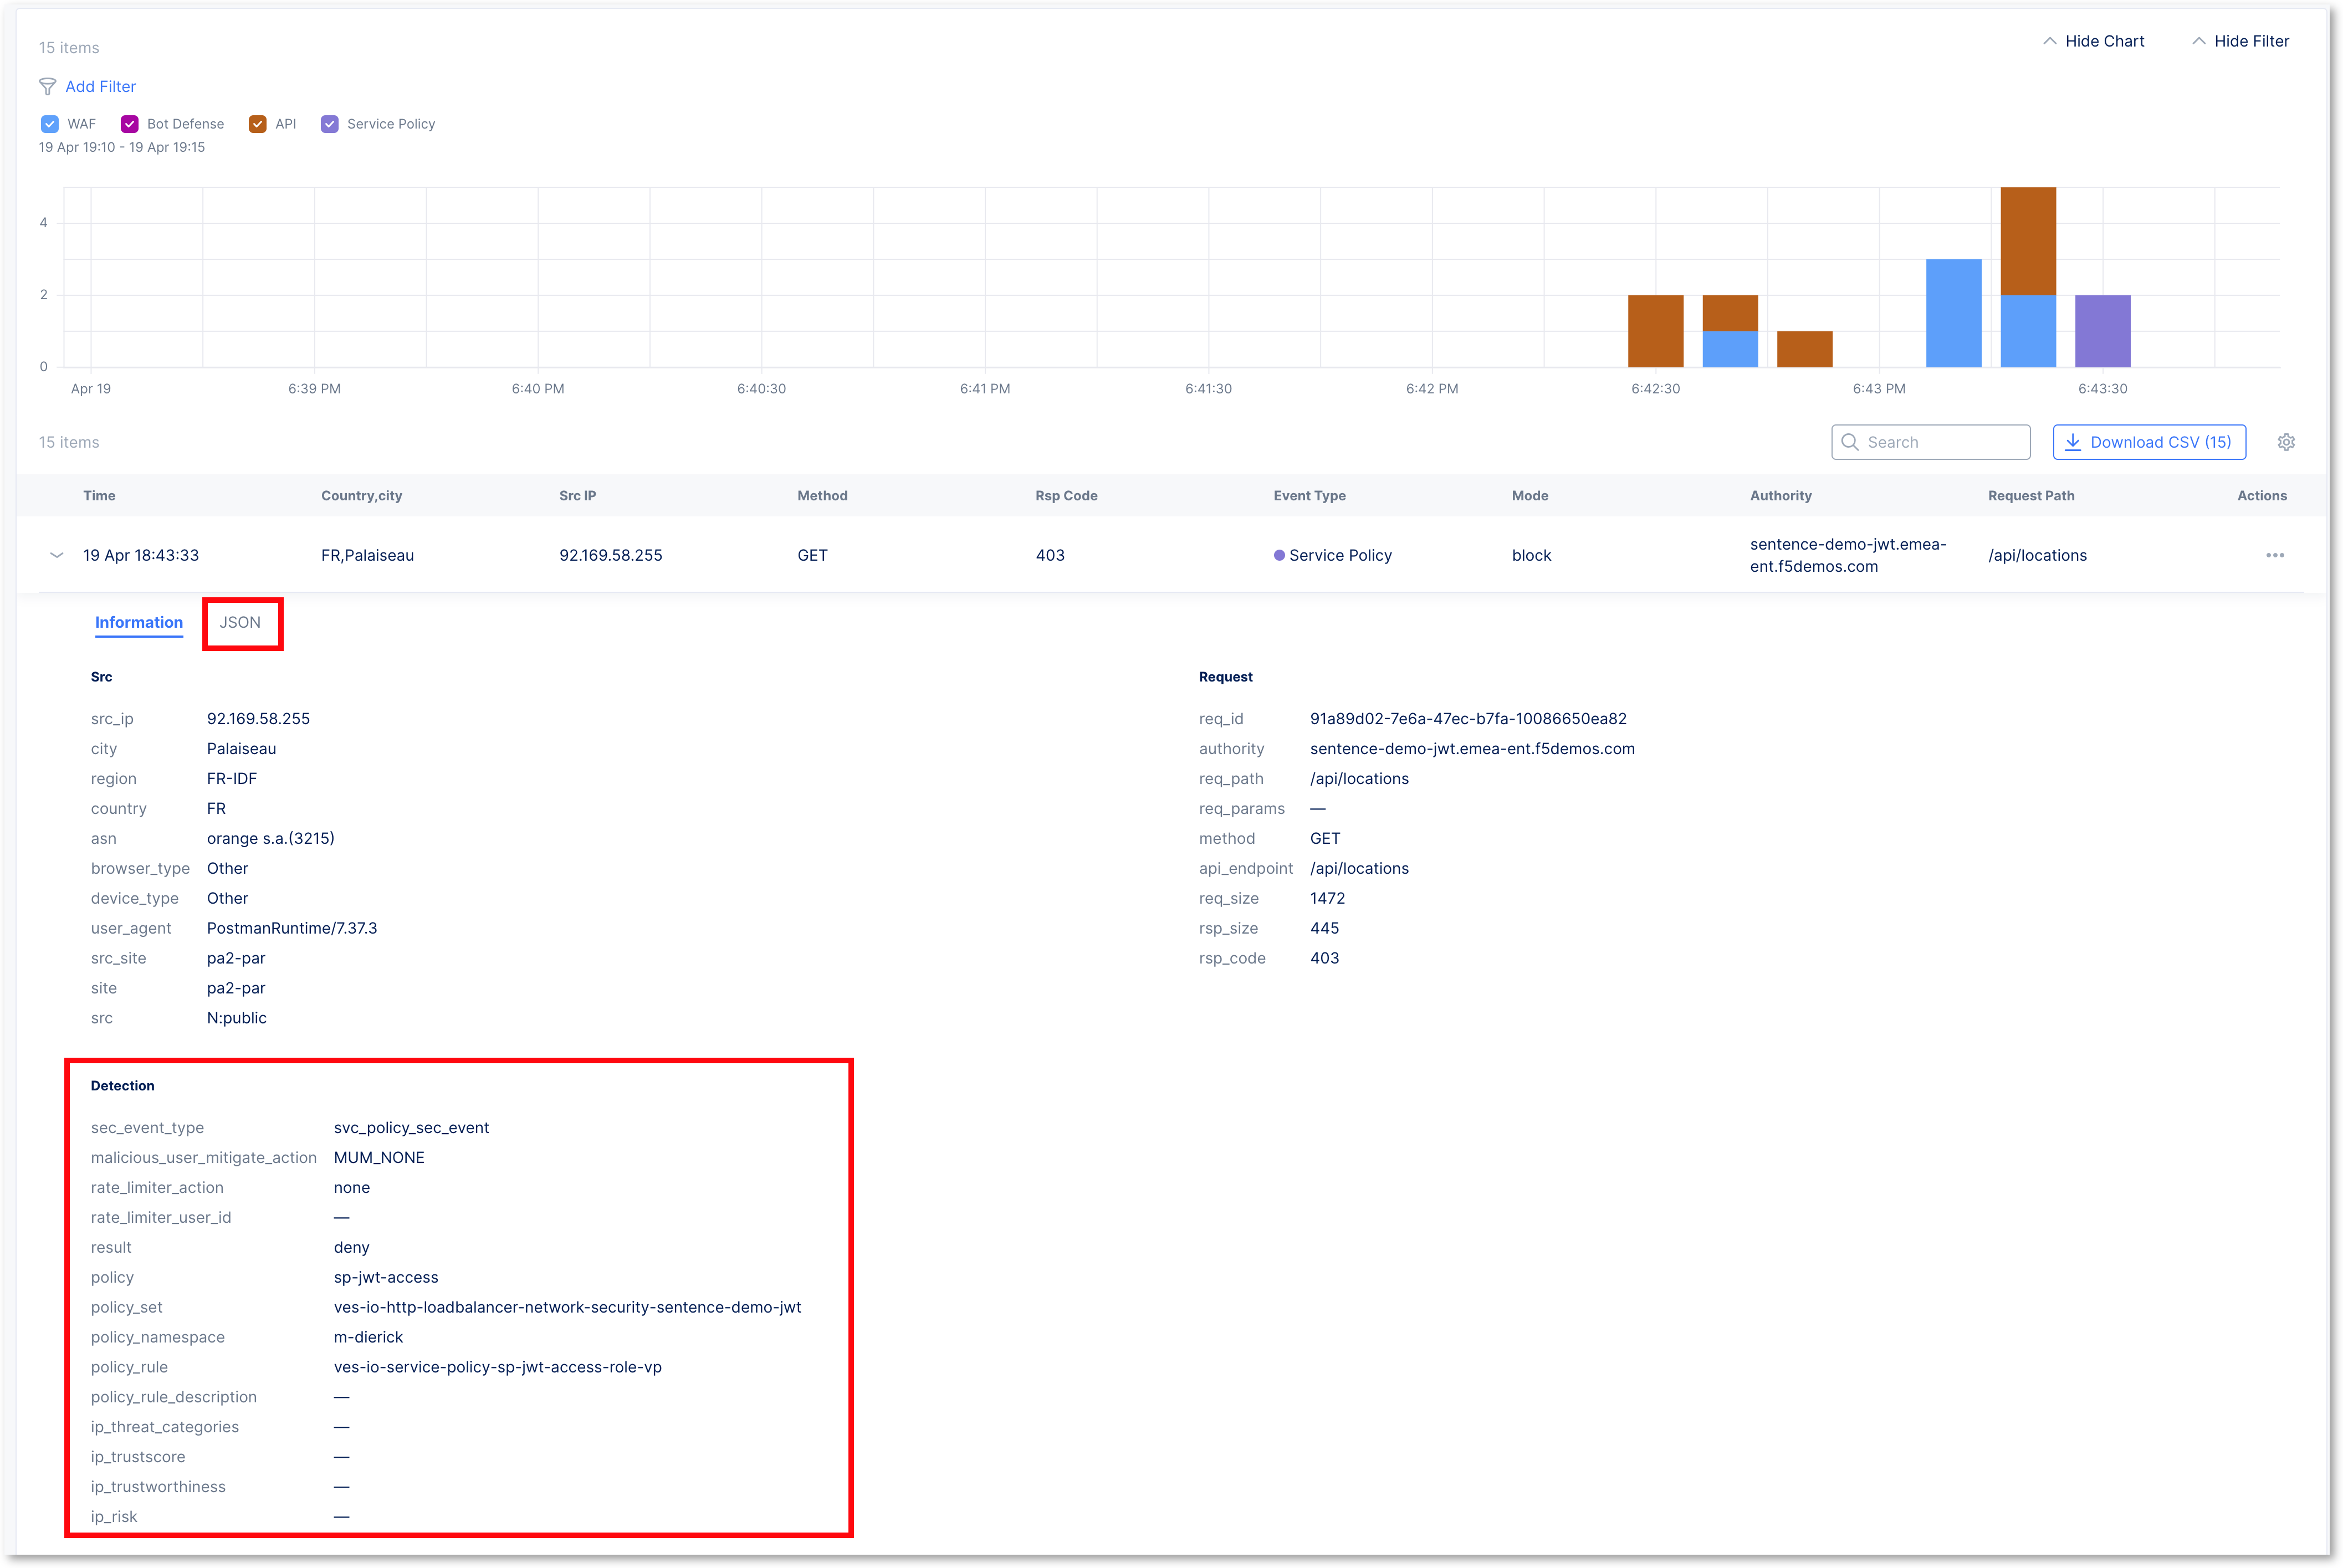 15 items
Hide Chart
Hide Filter
Add Filter
WAF Bot Defense API Service Policy
19 Apr 19:10 - 19 Apr 19:15
4
2
0
Apr 19 6:39 PM 6:40 PM 6:40:30 6:41 PM 6:41:30 6:42 PM 6:42:30 6:43 PM 6:43:30
15 items
Search
Download CSV (15)
Time Country,city Src IP Method Rsp Code Event Type Mode Authority Request Path Actions
19 Apr 18:43:33 FR,Palaiseau 92.169.58.255 GET 403 Service Policy block sentence-demo-jwt.emea-
ent.f5demos.com /api/locations
Information JSON
Src
src_ip 92.169.58.255
city Palaiseau
region FR-IDF
country FR
asn orange s.a.(3215)
browser_type Other
device_type Other
user_agent PostmanRuntime/7.37.3
src_site pa2-par
site pa2-par
src N:public
Request
req_id 91a89d02-7e6a-47ec-b7fa-10086650ea82
authority sentence-demo-jwt.emea-ent.f5demos.com
req_path /api/locations
req_params —
method GET
api_endpoint /api/locations
req_size 1472
rsp_size 445
rsp_code 403
Detection
sec_event_type svc_policy_sec_event
malicious_user_mitigate_action MUM_NONE
rate_limiter_action none
rate_limiter_user_id —
result deny
policy sp-jwt-access
policy_set ves-io-http-loadbalancer-network-security-sentence-demo-jwt
policy_namespace m-dierick
policy_rule ves-io-service-policy-sp-jwt-access-role-vp
policy_rule_description —
ip_threat_categories —
ip_trustscore —
ip_trustworthiness —
ip_risk —